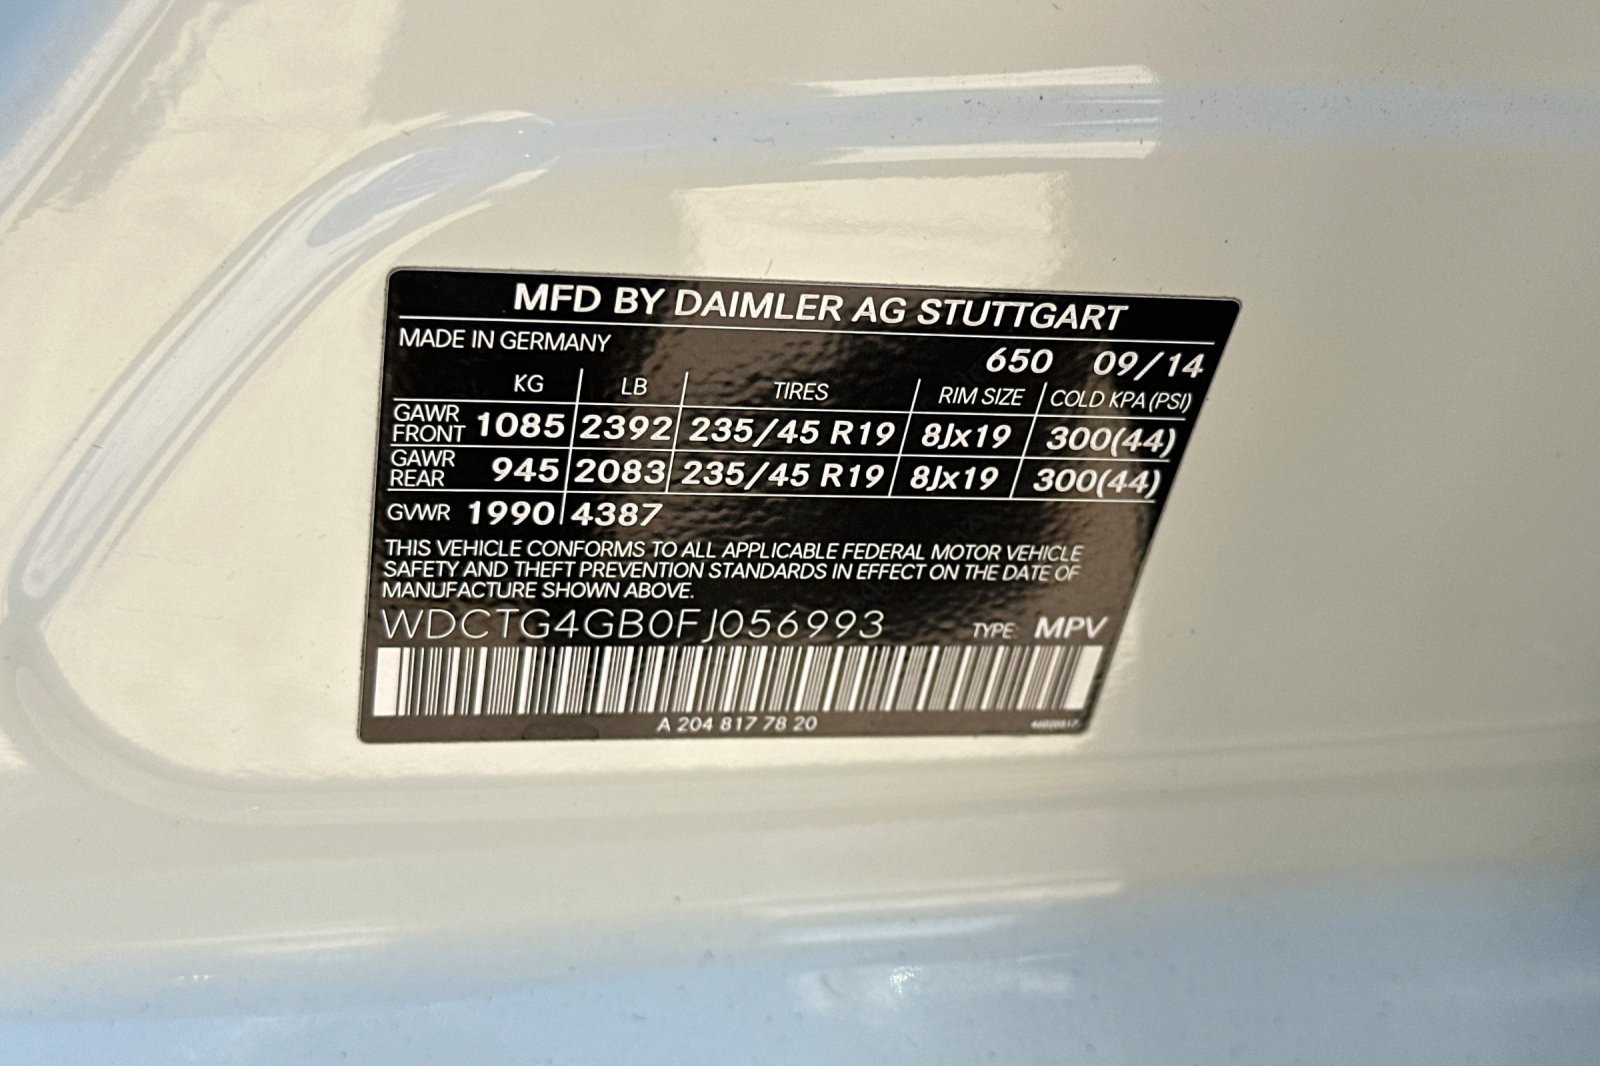 MFD BY DAIMLER AG STUTTGART
MADE IN GERMANY
650 09/14
KG LB TIRES RIM SIZE COLD KPA (PSI)
GAWR FRONT 1085 2392 235/45 R19 8Jx19 300(44)
GAWR REAR 945 2083 235/45 R19 8Jx19 300(44)
GVWR 1990 4387
THIS VEHICLE CONFORMS TO ALL APPLICABLE FEDERAL MOTOR VEHICLE
SAFETY AND THEFT PREVENTION STANDARDS IN EFFECT ON THE DATE OF
MANUFACTURE SHOWN ABOVE.
WDCTG4GB0FJ056993 TYPE: MPV
A 204 817 78 20